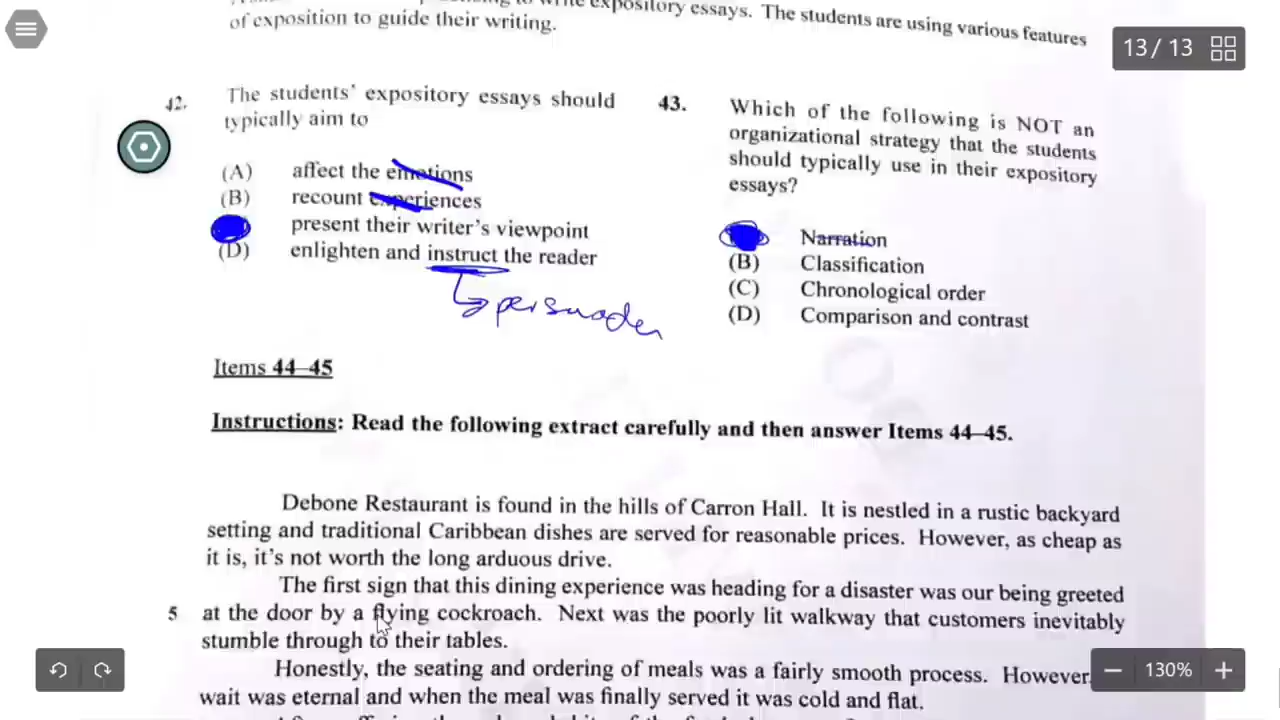 to write expository essays. The students are using various features
of exposition to guide their writing.
13 / 13
42. The students' expository essays should
typically aim to
(A) affect the emotions
(B) recount experiences
present their writer's viewpoint
(D) enlighten and instruct the reader
persuaden
43. Which of the following is NOT an
organizational strategy that the students
should typically use in their expository
essays?
Narration
(B) Classification
(C) Chronological order
(D) Comparison and contrast
Items 44–45
Instructions: Read the following extract carefully and then answer Items 44–45.
Debone Restaurant is found in the hills of Carron Hall. It is nestled in a rustic backyard
setting and traditional Caribbean dishes are served for reasonable prices. However, as cheap as
it is, it's not worth the long arduous drive.
The first sign that this dining experience was heading for a disaster was our being greeted
5 at the door by a flying cockroach. Next was the poorly lit walkway that customers inevitably
stumble through to their tables.
Honestly, the seating and ordering of meals was a fairly smooth process. However,
wait was eternal and when the meal was finally served it was cold and flat.
130%